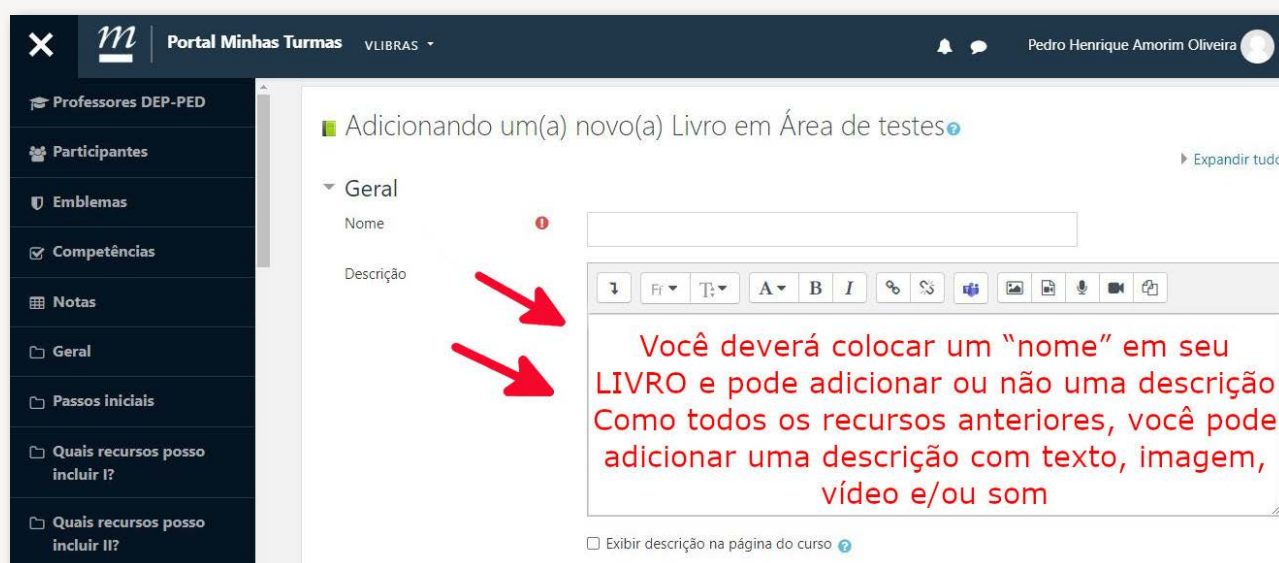 m Portal Minhas Turmas VLIBRAS Pedro Henrique Amorim Oliveira
Professores DEP-PED
Participantes
Emblemas
Competências
Notas
Geral
Passos iniciais
Quais recursos posso
incluir I?
Quais recursos posso
incluir II?
Adicionando um(a) novo(a) Livro em Área de testes
Expandir tudo
Geral
Nome
Descrição
Ff T A B I
Você deverá colocar um “nome” em seu
LIVRO e pode adicionar ou não uma descrição
Como todos os recursos anteriores, você pode
adicionar uma descrição com texto, imagem,
vídeo e/ou som
Exibir descrição na página do curso